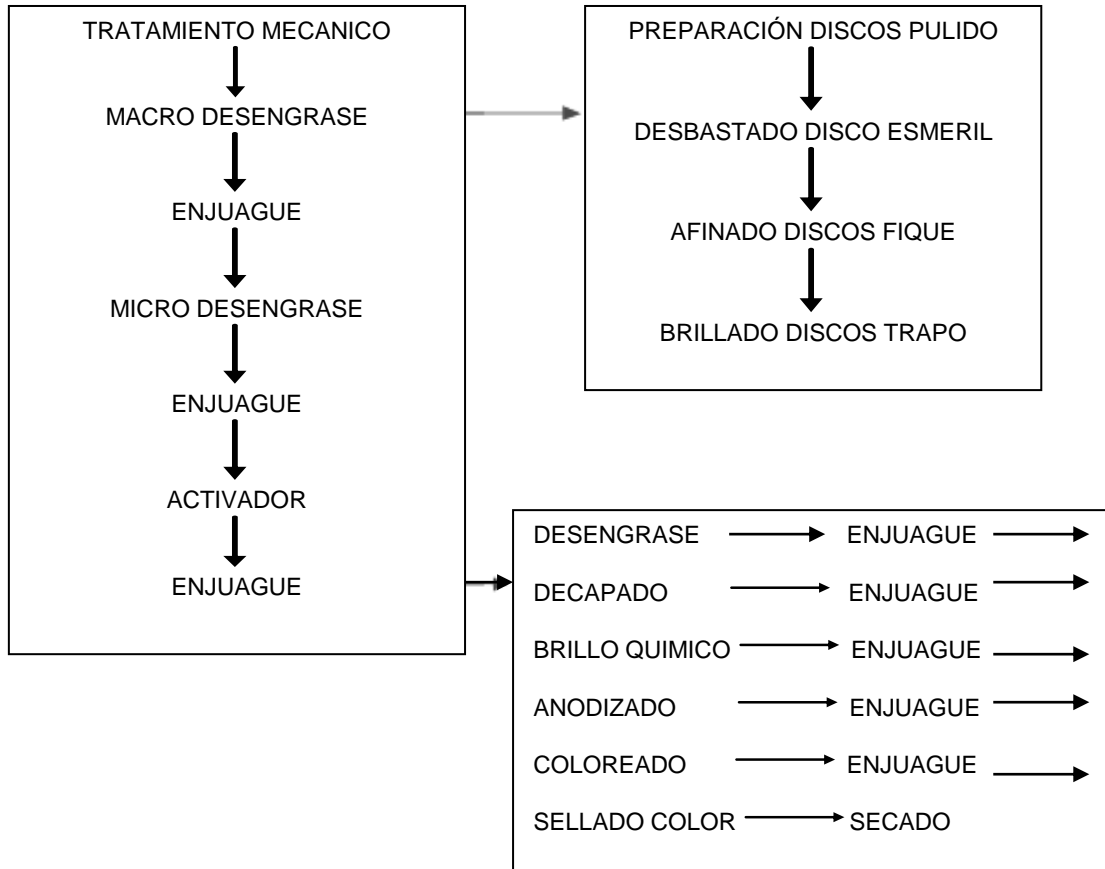 TRATAMIENTO MECANICO
MACRO DESENGRASE
ENJUAGUE
MICRO DESENGRASE
ENJUAGUE
ACTIVADOR
ENJUAGUE
PREPARACIÓN DISCOS PULIDO
DESBASTADO DISCO ESMERIL
AFINADO DISCOS FIQUE
BRILLADO DISCOS TRAPO
DESENGRASE ENJUAGUE
DECAPADO ENJUAGUE
BRILLO QUIMICO ENJUAGUE
ANODIZADO ENJUAGUE
COLOREADO ENJUAGUE
SELLADO COLOR SECADO